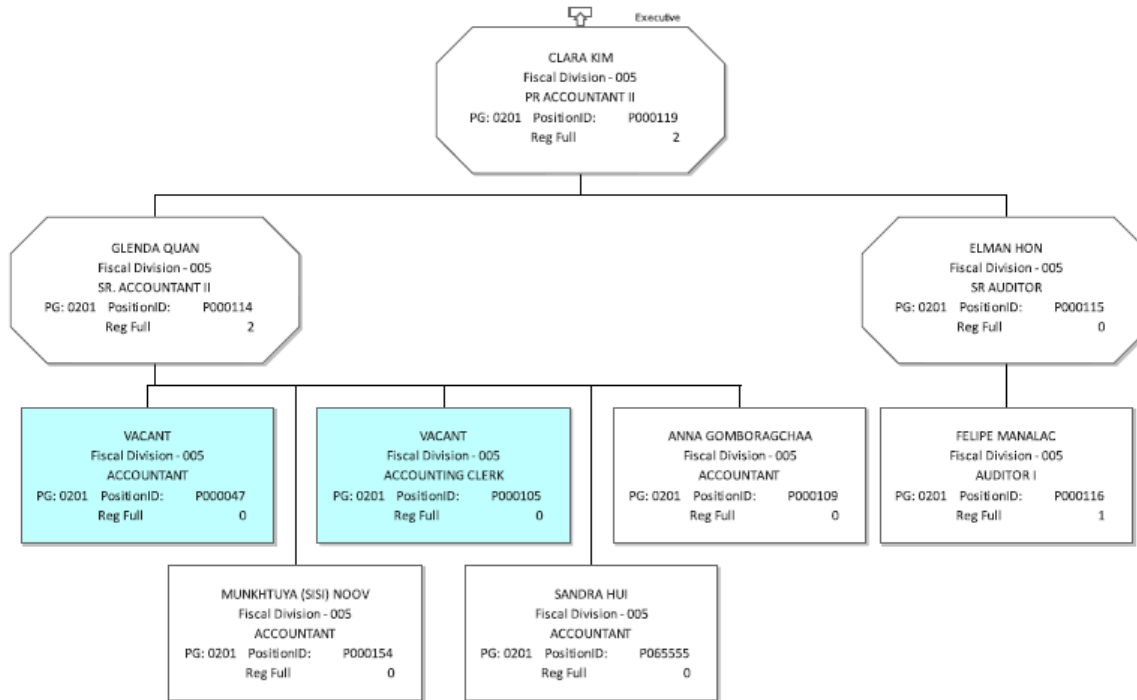 Executive
CLARA KIM
Fiscal Division - 005
PR ACCOUNTANT II
PG: 0201 PositionID: P000119
Reg Full 2
GLENDA QUAN
Fiscal Division - 005
SR. ACCOUNTANT II
PG: 0201 PositionID: P000114
Reg Full 2
ELMAN HON
Fiscal Division - 005
SR AUDITOR
PG: 0201 PositionID: P000115
Reg Full 0
VACANT
Fiscal Division - 005
ACCOUNTANT
PG: 0201 PositionID: P000047
Reg Full 0
VACANT
Fiscal Division - 005
ACCOUNTING CLERK
PG: 0201 PositionID: P000105
Reg Full 0
ANNA GOMBORAGCHAA
Fiscal Division - 005
ACCOUNTANT
PG: 0201 PositionID: P000109
Reg Full 0
FELIPE MANALAC
Fiscal Division - 005
AUDITOR I
PG: 0201 PositionID: P000116
Reg Full 1
MUNKHTUYA (SISI) NOOV
Fiscal Division - 005
ACCOUNTANT
PG: 0201 PositionID: P000154
Reg Full 0
SANDRA HUI
Fiscal Division - 005
ACCOUNTANT
PG: 0201 PositionID: P065555
Reg Full 0